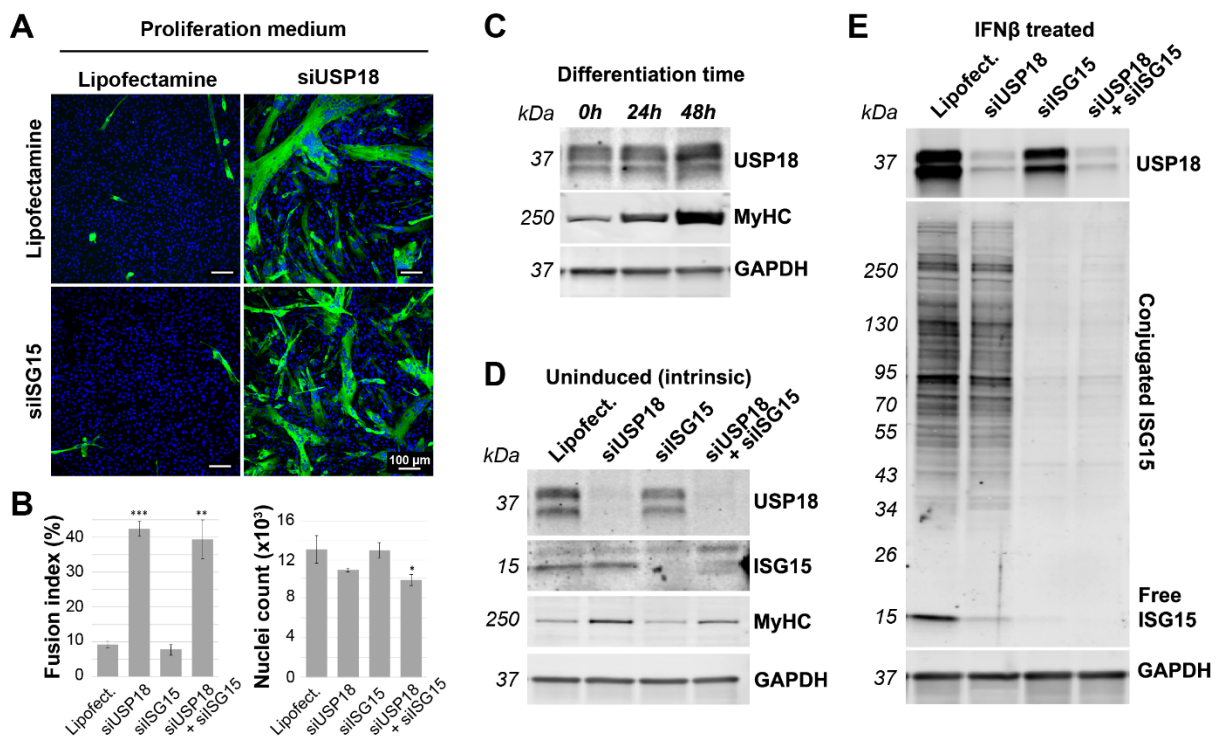 A
Proliferation medium
Lipofectamine
siUSP18
Lipofectamine
siISG15
100 µm
B
Fusion index (%)
40
30
20
10
0
***
**
Lipofect.
siUSP18
siISG15
siUSP18
+ siISG15
Nuclei count (x10³)
16
12
8
4
0
*
Lipofect.
siUSP18
siISG15
siUSP18
+ siISG15
C
Differentiation time
kDa
0h
24h
48h
37
USP18
250
MyHC
37
GAPDH
D
Uninduced (intrinsic)
kDa
Lipofect.
siUSP18
siISG15
siUSP18
+ siISG15
37
USP18
15
ISG15
250
MyHC
37
GAPDH
E
IFNβ treated
kDa
Lipofect.
siUSP18
siISG15
siUSP18
+ siISG15
37
USP18
250
130
95
70
55
43
34
26
15
Conjugated ISG15
Free
ISG15
37
GAPDH